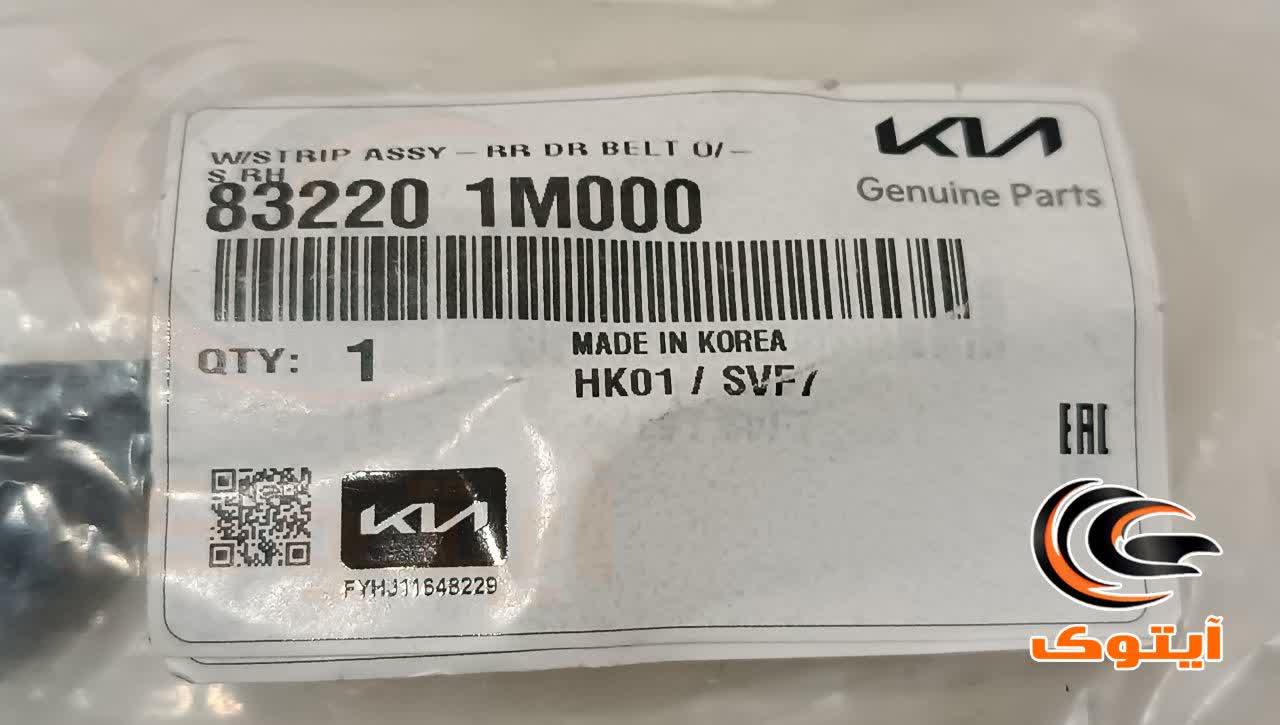 W/STRIP ASSY – RR DR BELT O/–
S RH
83220 1M000
KIA
Genuine Parts
QTY: 1
MADE IN KOREA
HK01 / SVF7
EAC
KIA
FYHJ11648229
آیتوک